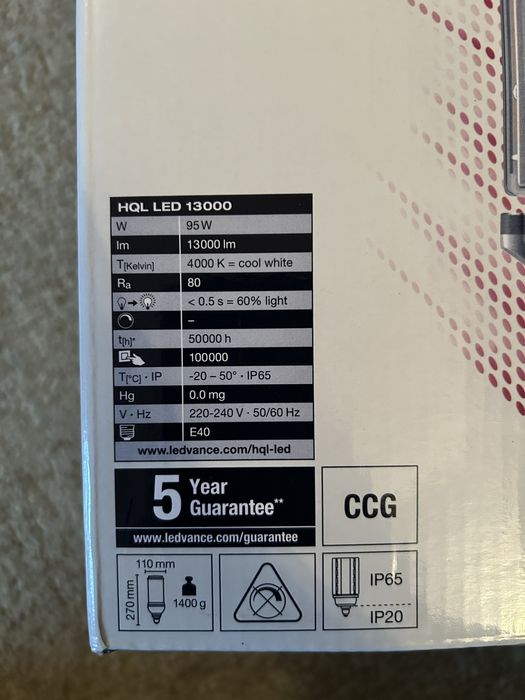 HQL LED 13000
W 95 W
lm 13000 lm
T[Kelvin] 4000 K = cool white
Ra 80
< 0.5 s = 60% light
–
t[h]* 50000 h
100000
T[°C] · IP -20 – 50° · IP65
Hg 0.0 mg
V · Hz 220-240 V · 50/60 Hz
E40
www.ledvance.com/hql-led
5 Year
Guarantee**
www.ledvance.com/guarantee
CCG
110 mm
270 mm
1400 g
IP65
IP20